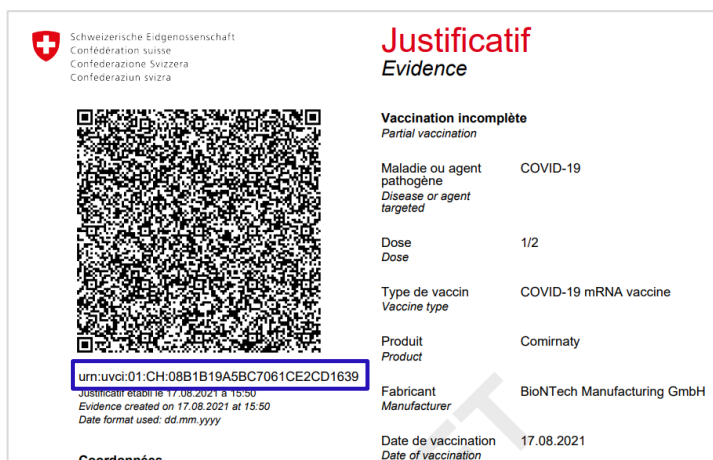 Schweizerische Eidgenossenschaft
Confédération suisse
Confederazione Svizzera
Confederaziun svizra
Justificatif
Evidence
urn:uvci:01:CH:08B1B19A5BC7061CE2CD1639
Justificatif établi le 17.08.2021 à 15:50
Evidence created on 17.08.2021 at 15:50
Date format used: dd.mm.yyyy
Coordonnées
Vaccination incomplète
Partial vaccination
Maladie ou agent
pathogène
Disease or agent
targeted
COVID-19
Dose
Dose
1/2
Type de vaccin
Vaccine type
COVID-19 mRNA vaccine
Produit
Product
Comirnaty
Fabricant
Manufacturer
BioNTech Manufacturing GmbH
Date de vaccination
Date of vaccination
17.08.2021